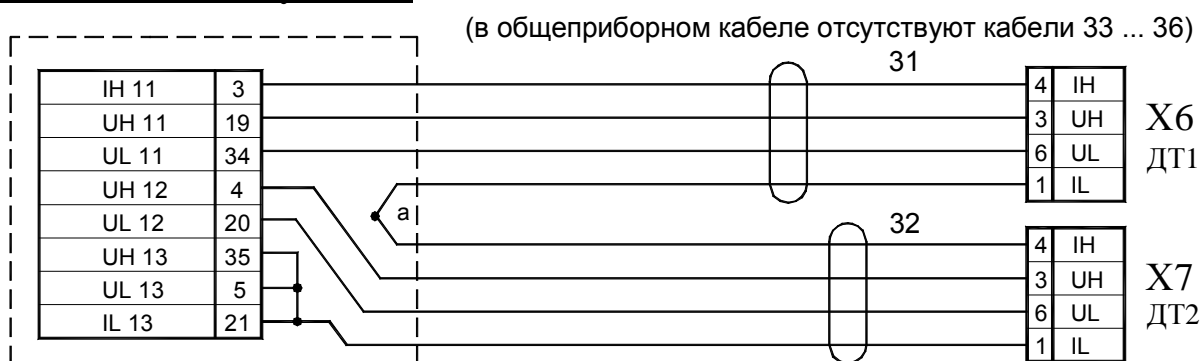 (в общеприборном кабеле отсутствуют кабели 33 ... 36)
31
IH 11 3
UH 11 19
UL 11 34
UH 12 4
UL 12 20
UH 13 35
UL 13 5
IL 13 21
a
4 IH
3 UH
6 UL
1 IL
X6
ДТ1
32
4 IH
3 UH
6 UL
1 IL
X7
ДТ2